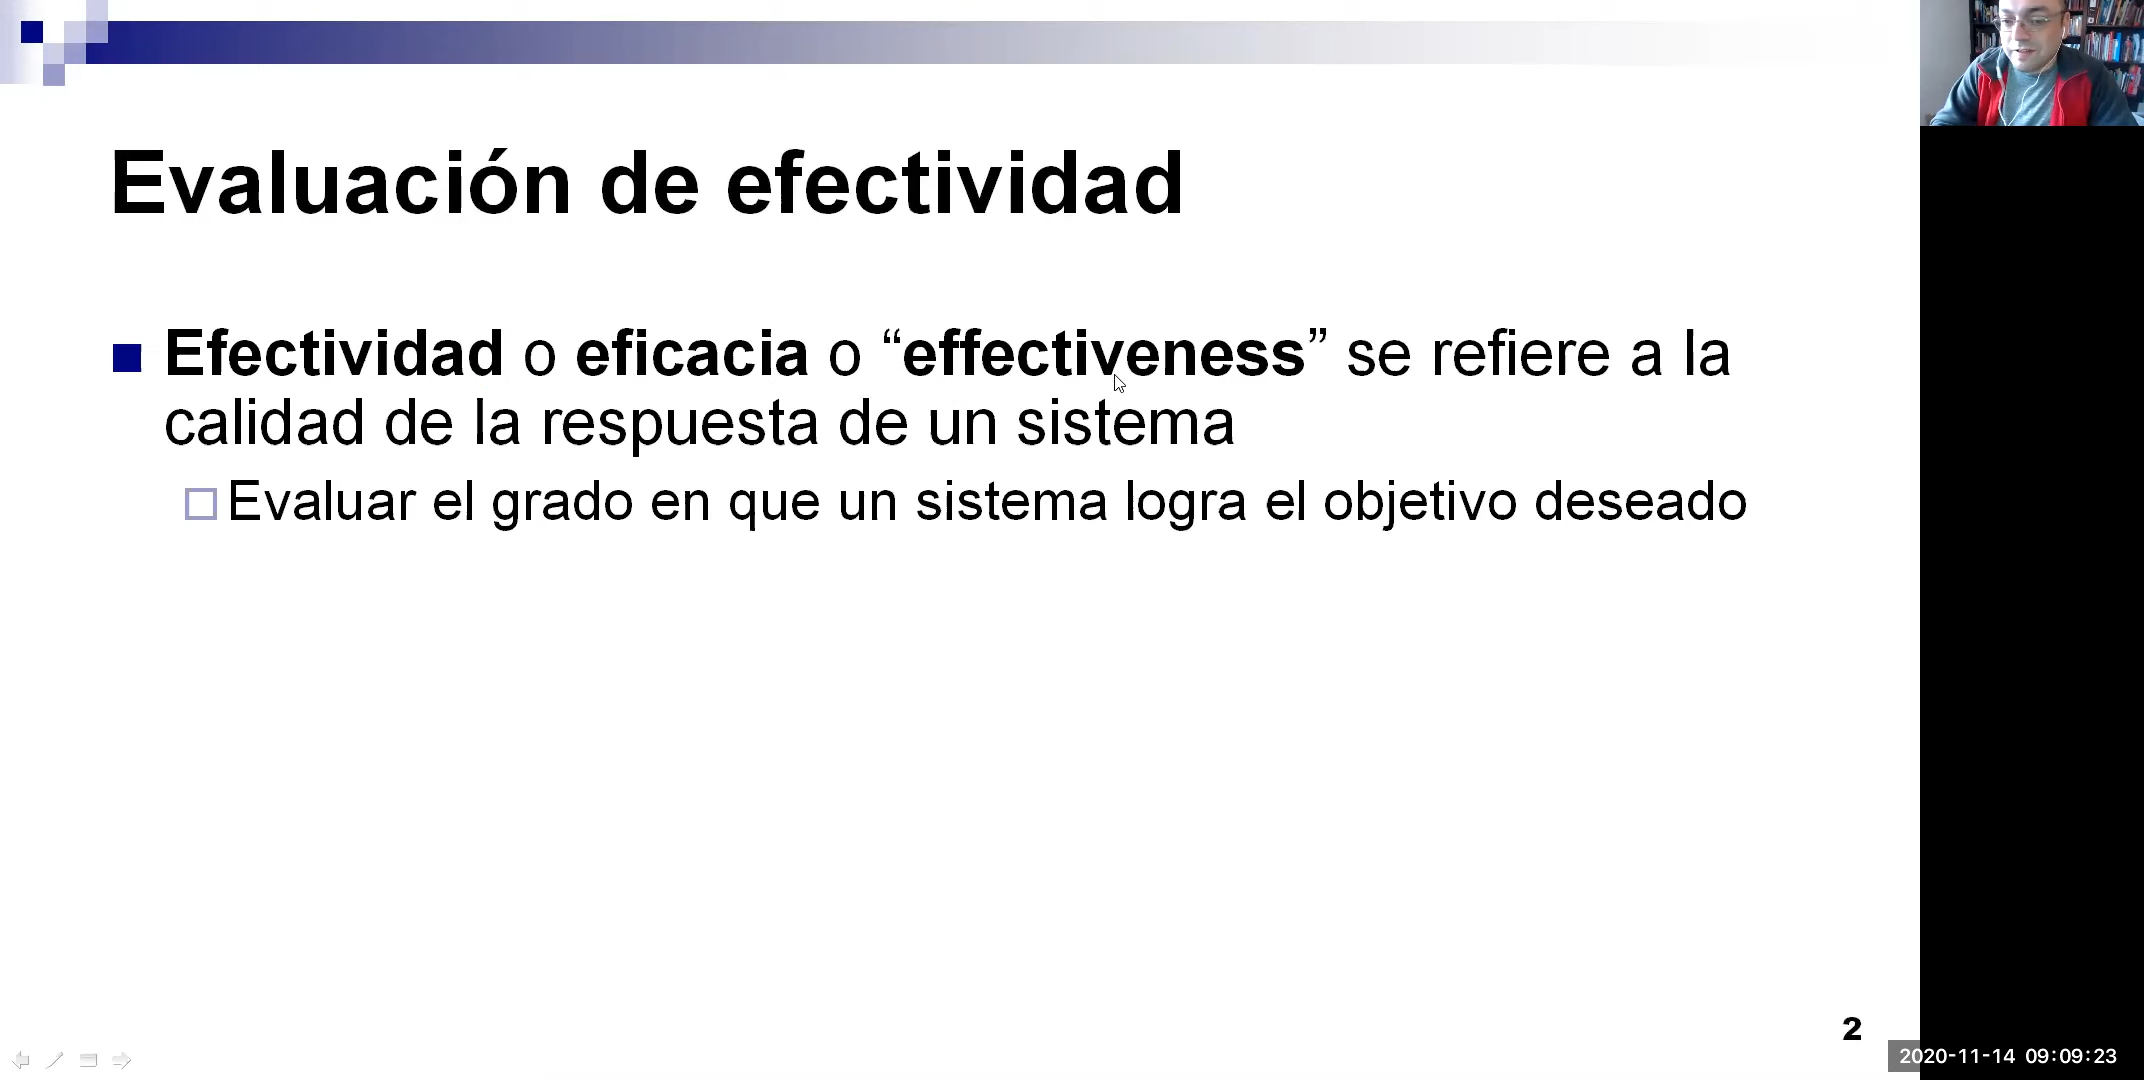 Evaluación de efectividad
Efectividad o eficacia o “effectiveness” se refiere a la
calidad de la respuesta de un sistema
Evaluar el grado en que un sistema logra el objetivo deseado
2
2020-11-14 09:09:23